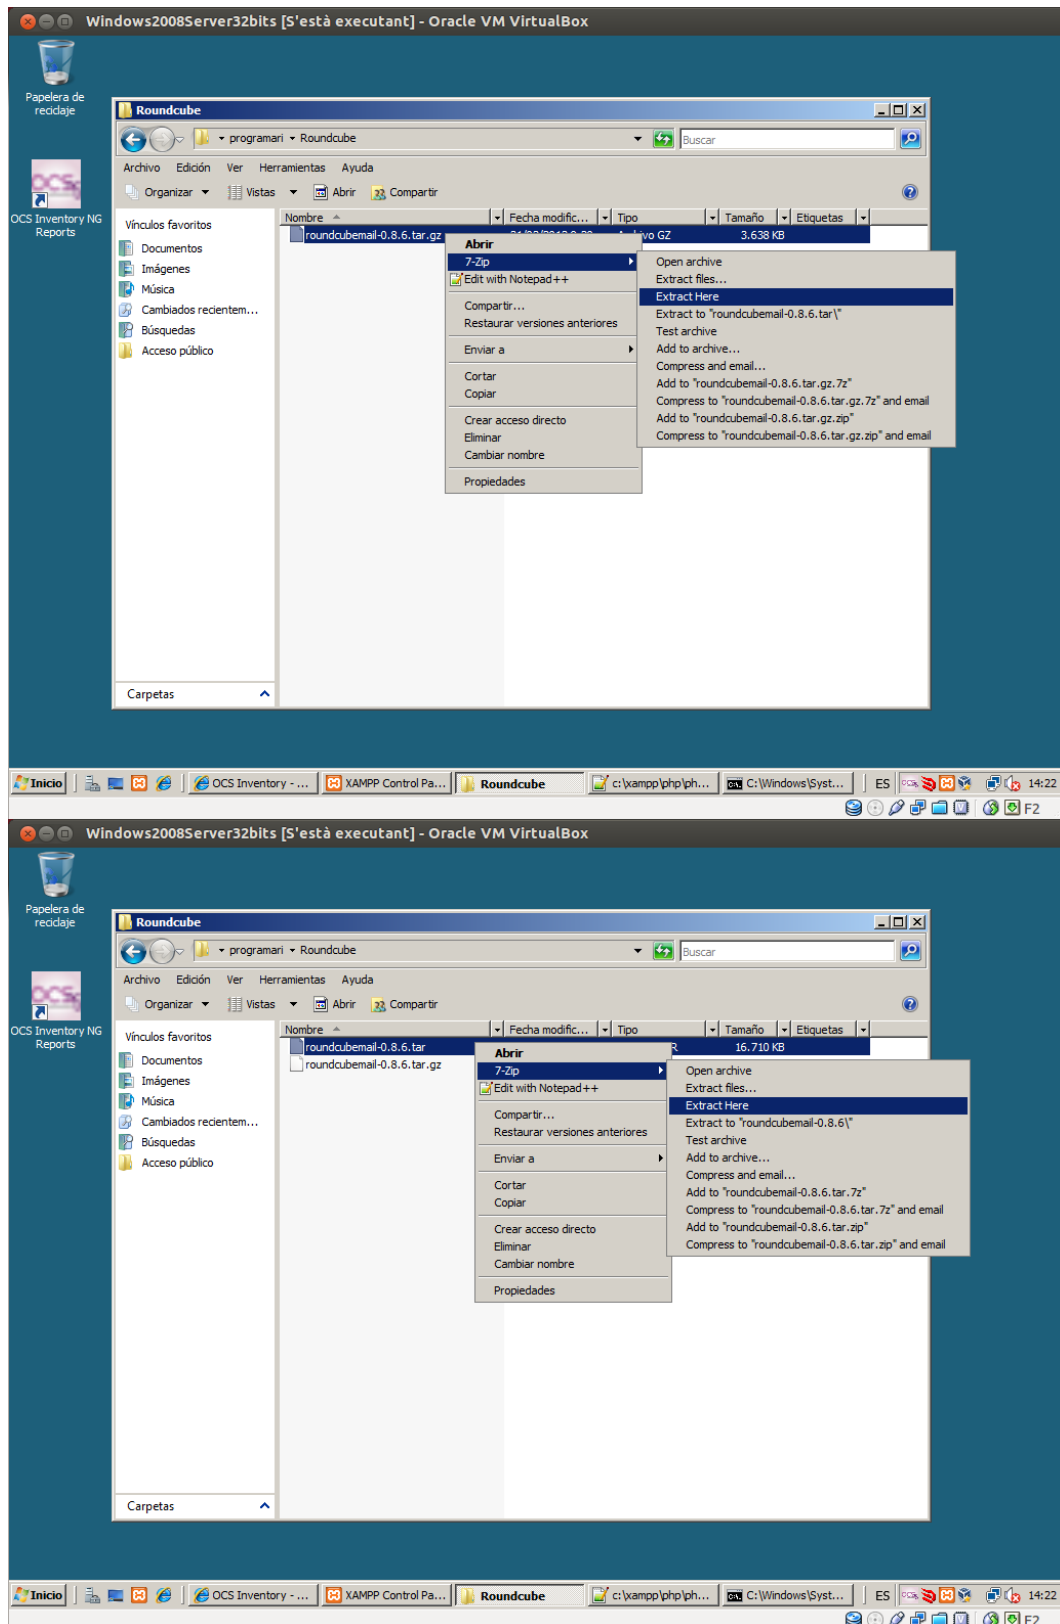 Windows2008Server32bits [S'està executant] - Oracle VM VirtualBox
Papelera de
reciclaje
Roundcube
programari Roundcube
Buscar
Archivo Edición Ver Herramientas Ayuda
Organizar Vistas Abrir Compartir
OCS Inventory NG
Reports
Vínculos favoritos
Documentos
Imágenes
Música
Cambiados recientem...
Búsquedas
Acceso público
Carpetas
Nombre Fecha modific... Tipo Tamaño Etiquetas
roundcubemail-0.8.6.tar.gz GZ 3.638 KB
Abrir
7-Zip
Edit with Notepad++
Compartir...
Restaurar versiones anteriores
Enviar a
Cortar
Copiar
Crear acceso directo
Eliminar
Cambiar nombre
Propiedades
Open archive
Extract files...
Extract Here
Extract to "roundcubemail-0.8.6.tar\"
Test archive
Add to archive...
Compress and email...
Add to "roundcubemail-0.8.6.tar.gz.7z"
Compress to "roundcubemail-0.8.6.tar.gz.7z" and email
Add to "roundcubemail-0.8.6.tar.gz.zip"
Compress to "roundcubemail-0.8.6.tar.gz.zip" and email
Inicio OCS Inventory - ... XAMPP Control Pa... Roundcube c:\xampp\php\ph... C:\Windows\Syst... ES 14:22
F2
Windows2008Server32bits [S'està executant] - Oracle VM VirtualBox
Papelera de
reciclaje
Roundcube
programari Roundcube
Buscar
Archivo Edición Ver Herramientas Ayuda
Organizar Vistas Abrir Compartir
OCS Inventory NG
Reports
Vínculos favoritos
Documentos
Imágenes
Música
Cambiados recientem...
Búsquedas
Acceso público
Carpetas
Nombre Fecha modific... Tipo Tamaño Etiquetas
roundcubemail-0.8.6.tar R 16.710 KB
roundcubemail-0.8.6.tar.gz
Abrir
7-Zip
Edit with Notepad++
Compartir...
Restaurar versiones anteriores
Enviar a
Cortar
Copiar
Crear acceso directo
Eliminar
Cambiar nombre
Propiedades
Open archive
Extract files...
Extract Here
Extract to "roundcubemail-0.8.6\"
Test archive
Add to archive...
Compress and email...
Add to "roundcubemail-0.8.6.tar.7z"
Compress to "roundcubemail-0.8.6.tar.7z" and email
Add to "roundcubemail-0.8.6.tar.zip"
Compress to "roundcubemail-0.8.6.tar.zip" and email
Inicio OCS Inventory - ... XAMPP Control Pa... Roundcube c:\xampp\php\ph... C:\Windows\Syst... ES 14:22
F2